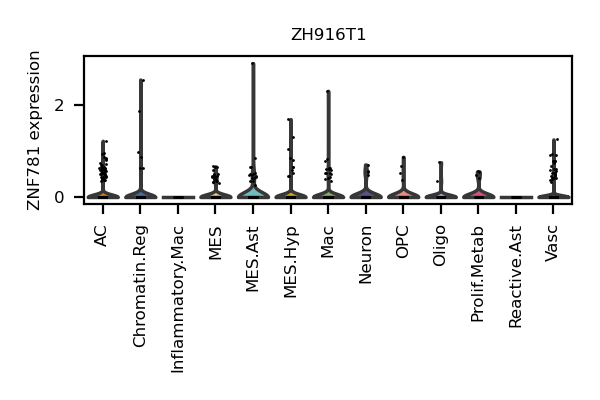 ZH916T1
ZNF781 expression
2
0
AC
Chromatin.Reg
Inflammatory.Mac
MES
MES.Ast
MES.Hyp
Mac
Neuron
OPC
Oligo
Prolif.Metab
Reactive.Ast
Vasc